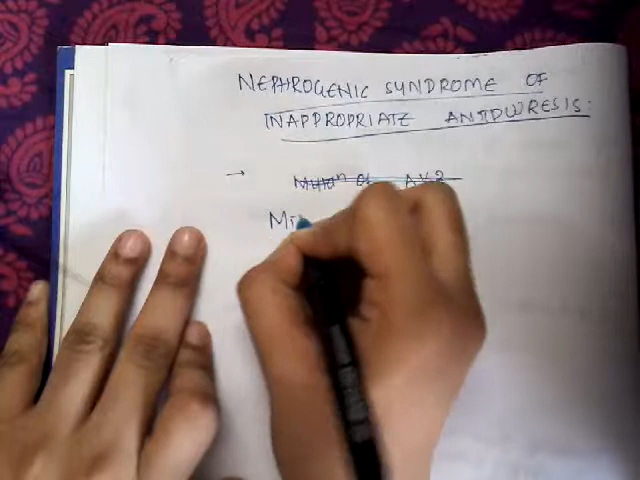 NEPHROGENIC SYNDROME OF
INAPPROPRIATE ANTIDIURESIS:
→